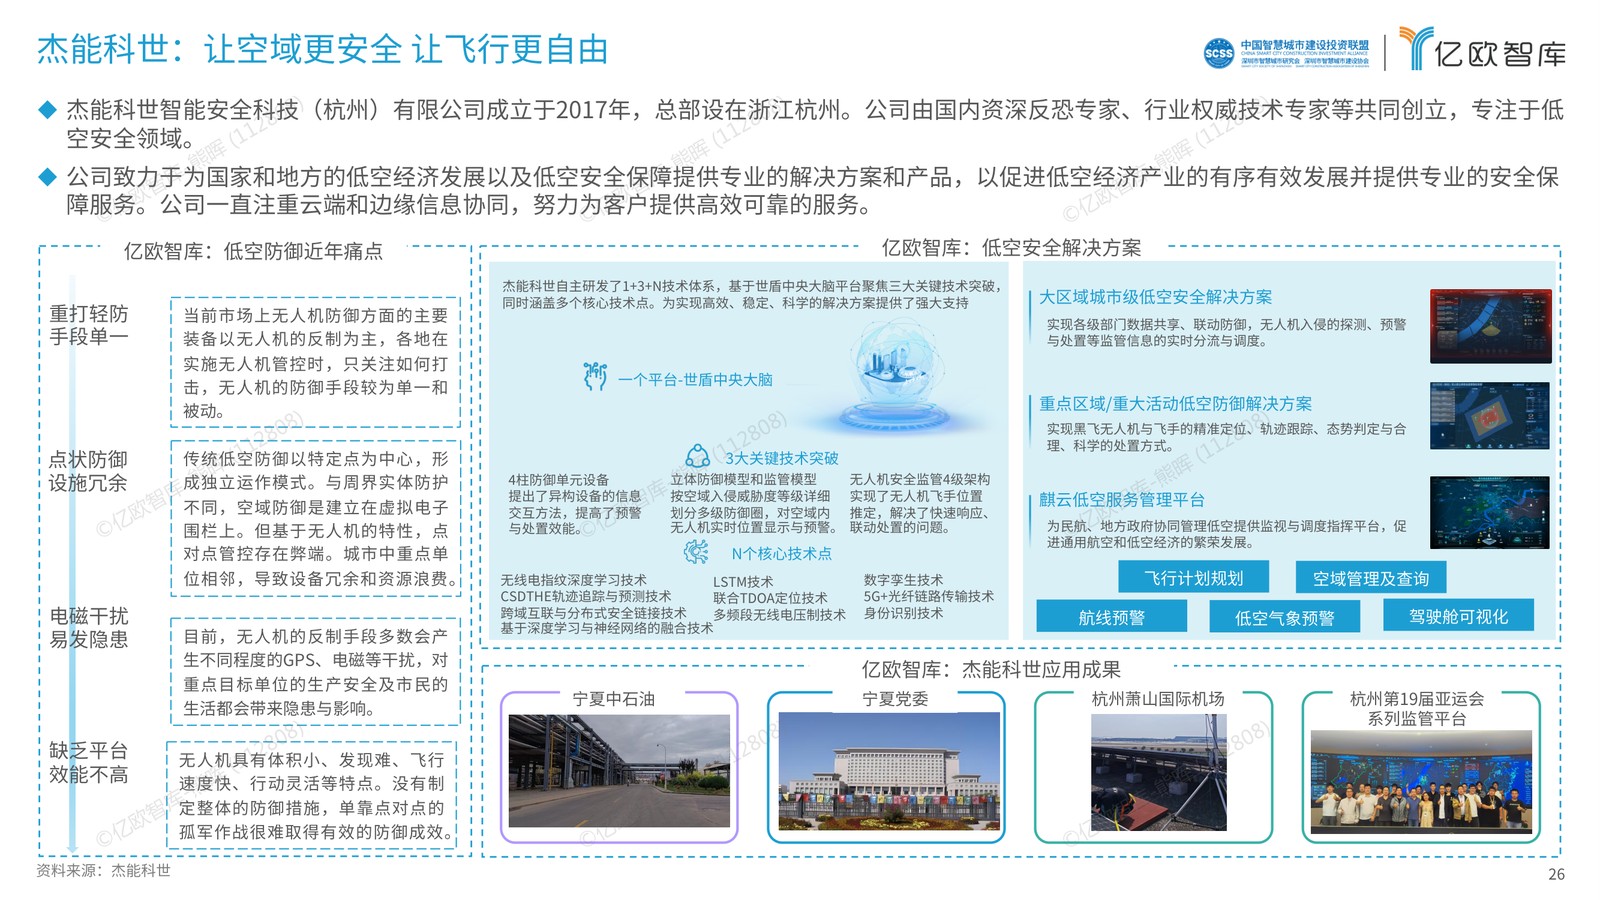 杰能科世：让空域更安全 让飞行更自由
SCSS
中国智慧城市建设投资联盟
CHINA SMART CITY CONSTRUCTION INVESTMENT ALLIANCE
深圳市智慧城市研究会 深圳市智慧城市建设协会
亿欧智库
◆ 杰能科世智能安全科技（杭州）有限公司成立于2017年，总部设在浙江杭州。公司由国内资深反恐专家、行业权威技术专家等共同创立，专注于低
空安全领域。
◆ 公司致力于为国家和地方的低空经济发展以及低空安全保障提供专业的解决方案和产品，以促进低空经济产业的有序有效发展并提供专业的安全保
障服务。公司一直注重云端和边缘信息协同，努力为客户提供高效可靠的服务。
亿欧智库：低空防御近年痛点
重打轻防
手段单一
当前市场上无人机防御方面的主要
装备以无人机的反制为主，各地在
实施无人机管控时，只关注如何打
击，无人机的防御手段较为单一和
被动。
点状防御
设施冗余
传统低空防御以特定点为中心，形
成独立运作模式。与周界实体防护
不同，空域防御是建立在虚拟电子
围栏上。但基于无人机的特性，点
对点管控存在弊端。城市中重点单
位相邻，导致设备冗余和资源浪费。
电磁干扰
易发隐患
目前，无人机的反制手段多数会产
生不同程度的GPS、电磁等干扰，对
重点目标单位的生产安全及市民的
生活都会带来隐患与影响。
缺乏平台
效能不高
无人机具有体积小、发现难、飞行
速度快、行动灵活等特点。没有制
定整体的防御措施，单靠点对点的
孤军作战很难取得有效的防御成效。
亿欧智库：低空安全解决方案
杰能科世自主研发了1+3+N技术体系，基于世盾中央大脑平台聚焦三大关键技术突破，
同时涵盖多个核心技术点。为实现高效、稳定、科学的解决方案提供了强大支持
一个平台-世盾中央大脑
3大关键技术突破
4柱防御单元设备
提出了异构设备的信息
交互方法，提高了预警
与处置效能。
立体防御模型和监管模型
按空域入侵威胁度等级详细
划分多级防御圈，对空域内
无人机实时位置显示与预警。
无人机安全监管4级架构
实现了无人机飞手位置
推定，解决了快速响应、
联动处置的问题。
N个核心技术点
无线电指纹深度学习技术
CSDTHE轨迹追踪与预测技术
跨域互联与分布式安全链接技术
基于深度学习与神经网络的融合技术
LSTM技术
联合TDOA定位技术
多频段无线电压制技术
数字孪生技术
5G+光纤链路传输技术
身份识别技术
大区域城市级低空安全解决方案
实现各级部门数据共享、联动防御，无人机入侵的探测、预警
与处置等监管信息的实时分流与调度。
重点区域/重大活动低空防御解决方案
实现黑飞无人机与飞手的精准定位、轨迹跟踪、态势判定与合
理、科学的处置方式。
麒云低空服务管理平台
为民航、地方政府协同管理低空提供监视与调度指挥平台，促
进通用航空和低空经济的繁荣发展。
飞行计划规划
空域管理及查询
航线预警
低空气象预警
驾驶舱可视化
亿欧智库：杰能科世应用成果
宁夏中石油
宁夏党委
杭州萧山国际机场
杭州第19届亚运会
系列监管平台
资料来源：杰能科世
26
©亿欧智库-熊晖 (112808)